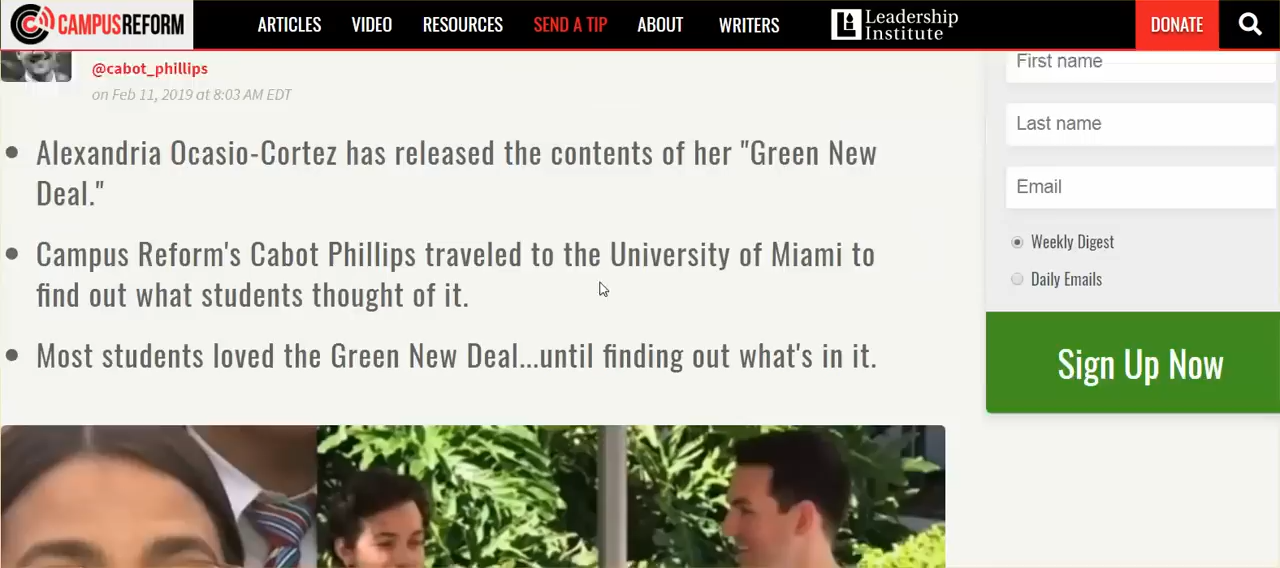 CAMPUSREFORM ARTICLES VIDEO RESOURCES SEND A TIP ABOUT WRITERS Leadership Institute DONATE
@cabot_phillips
on Feb 11, 2019 at 8:03 AM EDT
• Alexandria Ocasio-Cortez has released the contents of her "Green New
Deal."
• Campus Reform's Cabot Phillips traveled to the University of Miami to
find out what students thought of it.
• Most students loved the Green New Deal...until finding out what's in it.
First name
Last name
Email
Weekly Digest
Daily Emails
Sign Up Now